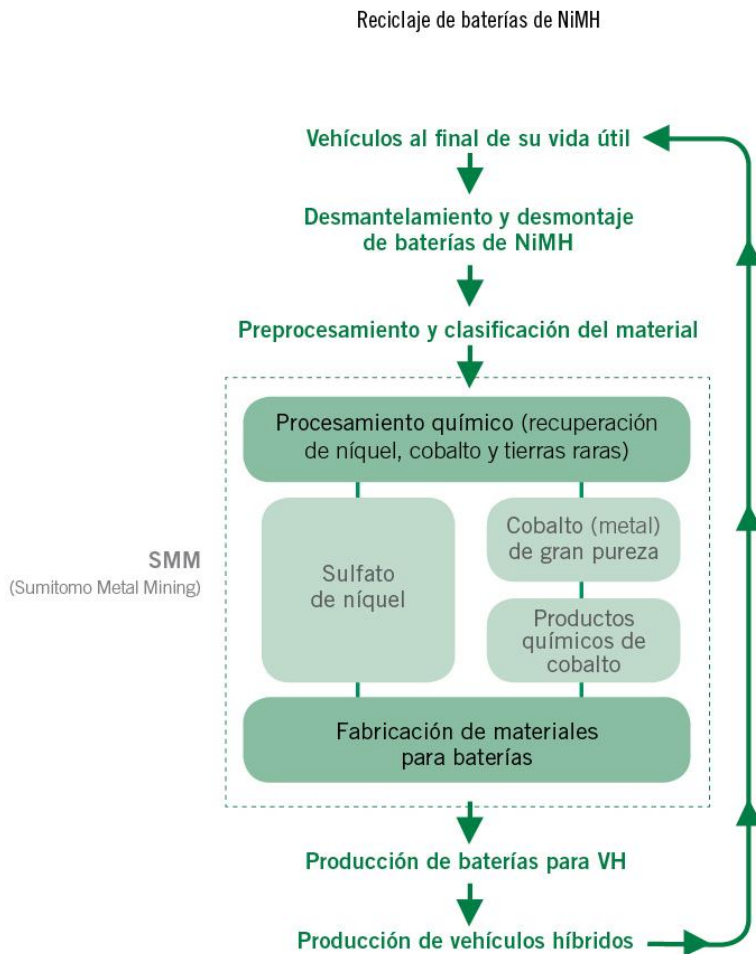 Reciclaje de baterías de NiMH
Vehículos al final de su vida útil
Desmantelamiento y desmontaje
de baterías de NiMH
Preprocesamiento y clasificación del material
Procesamiento químico (recuperación
de níquel, cobalto y tierras raras)
Sulfato
de níquel
Cobalto (metal)
de gran pureza
Productos
químicos de
cobalto
SMM
(Sumitomo Metal Mining)
Fabricación de materiales
para baterías
Producción de baterías para VH
Producción de vehículos híbridos